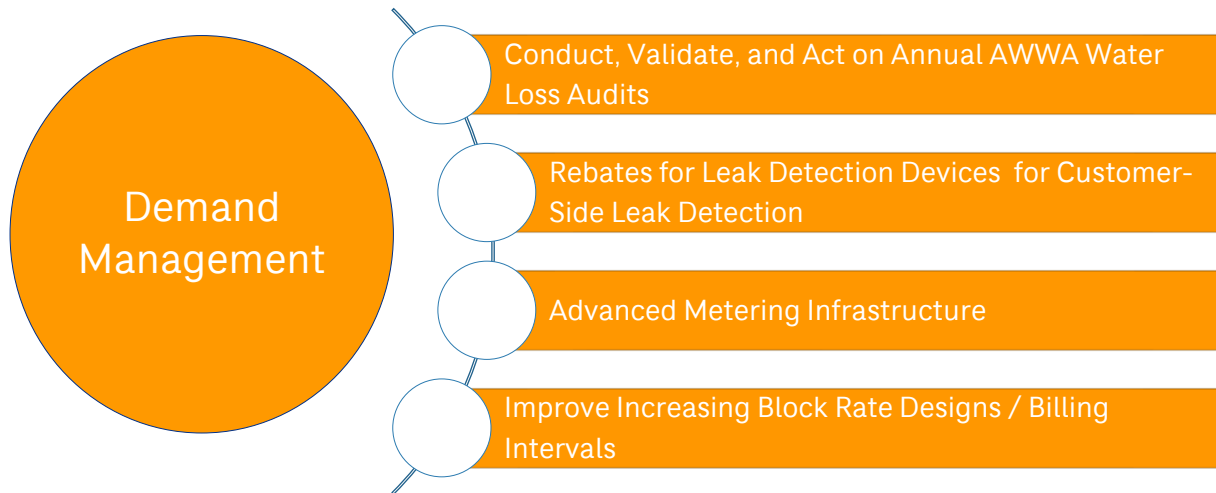 Demand
Management
Conduct, Validate, and Act on Annual AWWA Water
Loss Audits
Rebates for Leak Detection Devices  for Customer-
Side Leak Detection
Advanced Metering Infrastructure
Improve Increasing Block Rate Designs / Billing
Intervals